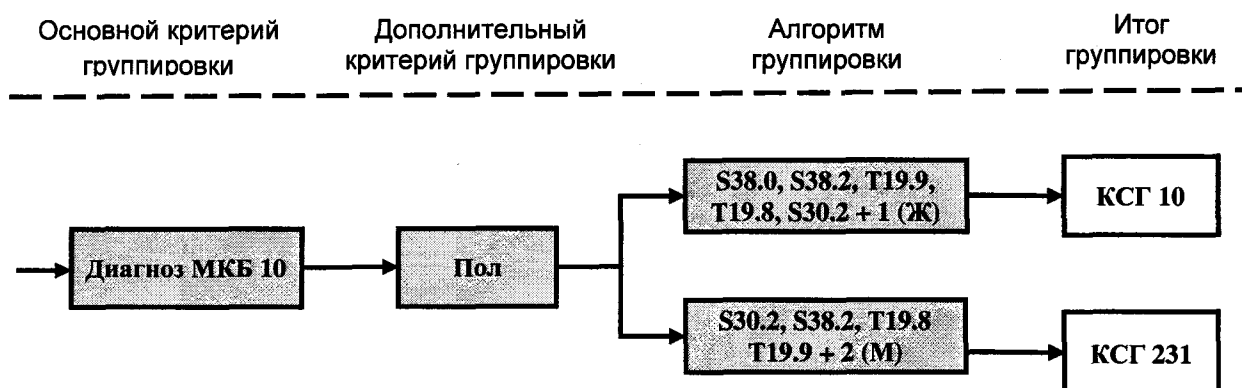 Основной критерий
группировки
Дополнительный
критерий группировки
Алгоритм
группировки
Итог
группировки
S38.0, S38.2, T19.9,
T19.8, S30.2 + 1 (Ж)
КСГ 10
Диагноз МКБ 10
Пол
S30.2, S38.2, T19.8
T19.9 + 2 (М)
КСГ 231